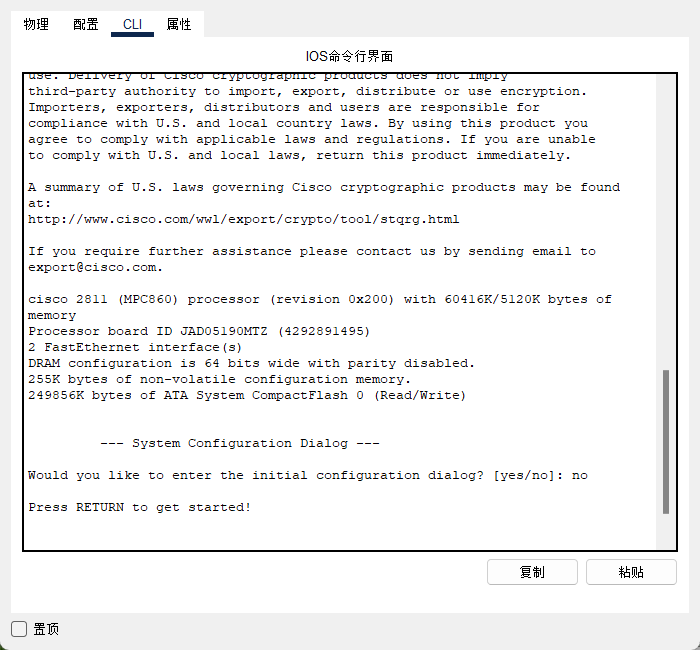 物理 配置 CLI 属性
IOS命令行界面
use. Delivery of Cisco cryptographic products does not imply
third-party authority to import, export, distribute or use encryption.
Importers, exporters, distributors and users are responsible for
compliance with U.S. and local country laws. By using this product you
agree to comply with applicable laws and regulations. If you are unable
to comply with U.S. and local laws, return this product immediately.
A summary of U.S. laws governing Cisco cryptographic products may be found
at:
http://www.cisco.com/wwl/export/crypto/tool/stqrg.html
If you require further assistance please contact us by sending email to
export@cisco.com.
cisco 2811 (MPC860) processor (revision 0x200) with 60416K/5120K bytes of
memory
Processor board ID JAD05190MTZ (4292891495)
2 FastEthernet interface(s)
DRAM configuration is 64 bits wide with parity disabled.
255K bytes of non-volatile configuration memory.
249856K bytes of ATA System CompactFlash 0 (Read/Write)
--- System Configuration Dialog ---
Would you like to enter the initial configuration dialog? [yes/no]: no
Press RETURN to get started!
复制 粘贴
置顶